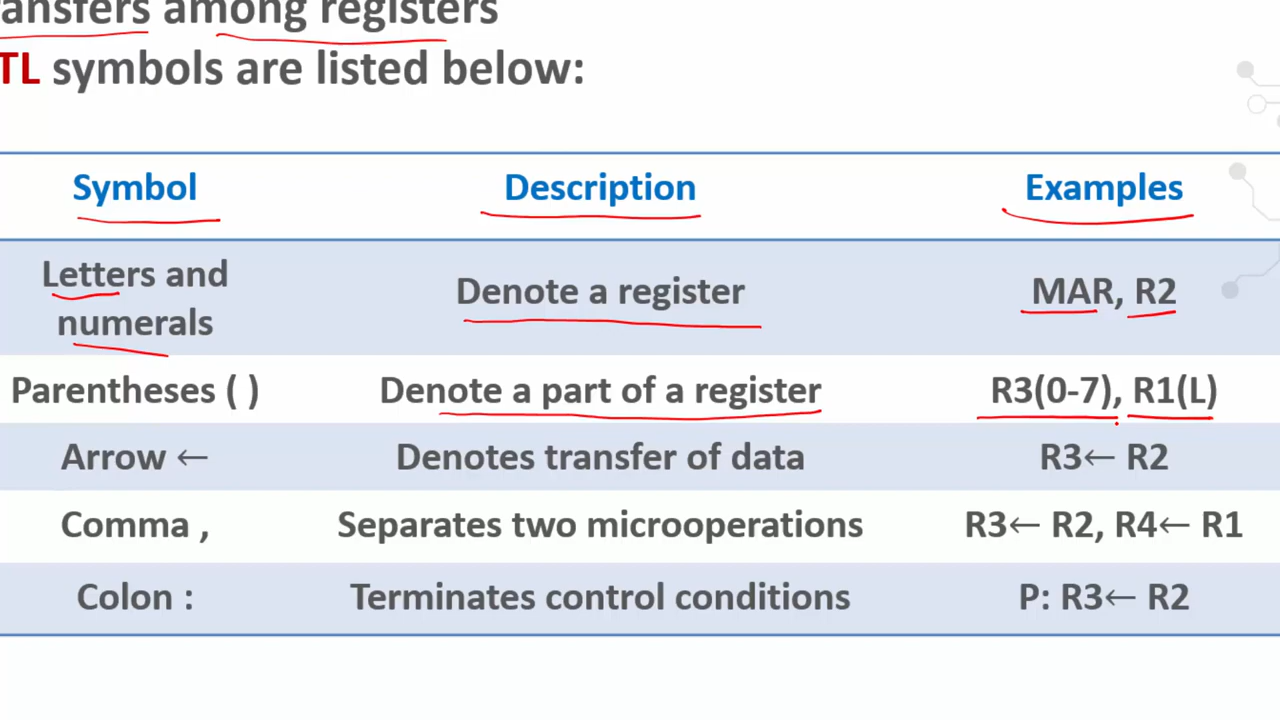 ansfers among registers
TL symbols are listed below:
Symbol Description Examples
Letters and numerals Denote a register MAR, R2
Parentheses ( ) Denote a part of a register R3(0-7), R1(L)
Arrow ← Denotes transfer of data R3← R2
Comma , Separates two microoperations R3← R2, R4← R1
Colon : Terminates control conditions P: R3← R2